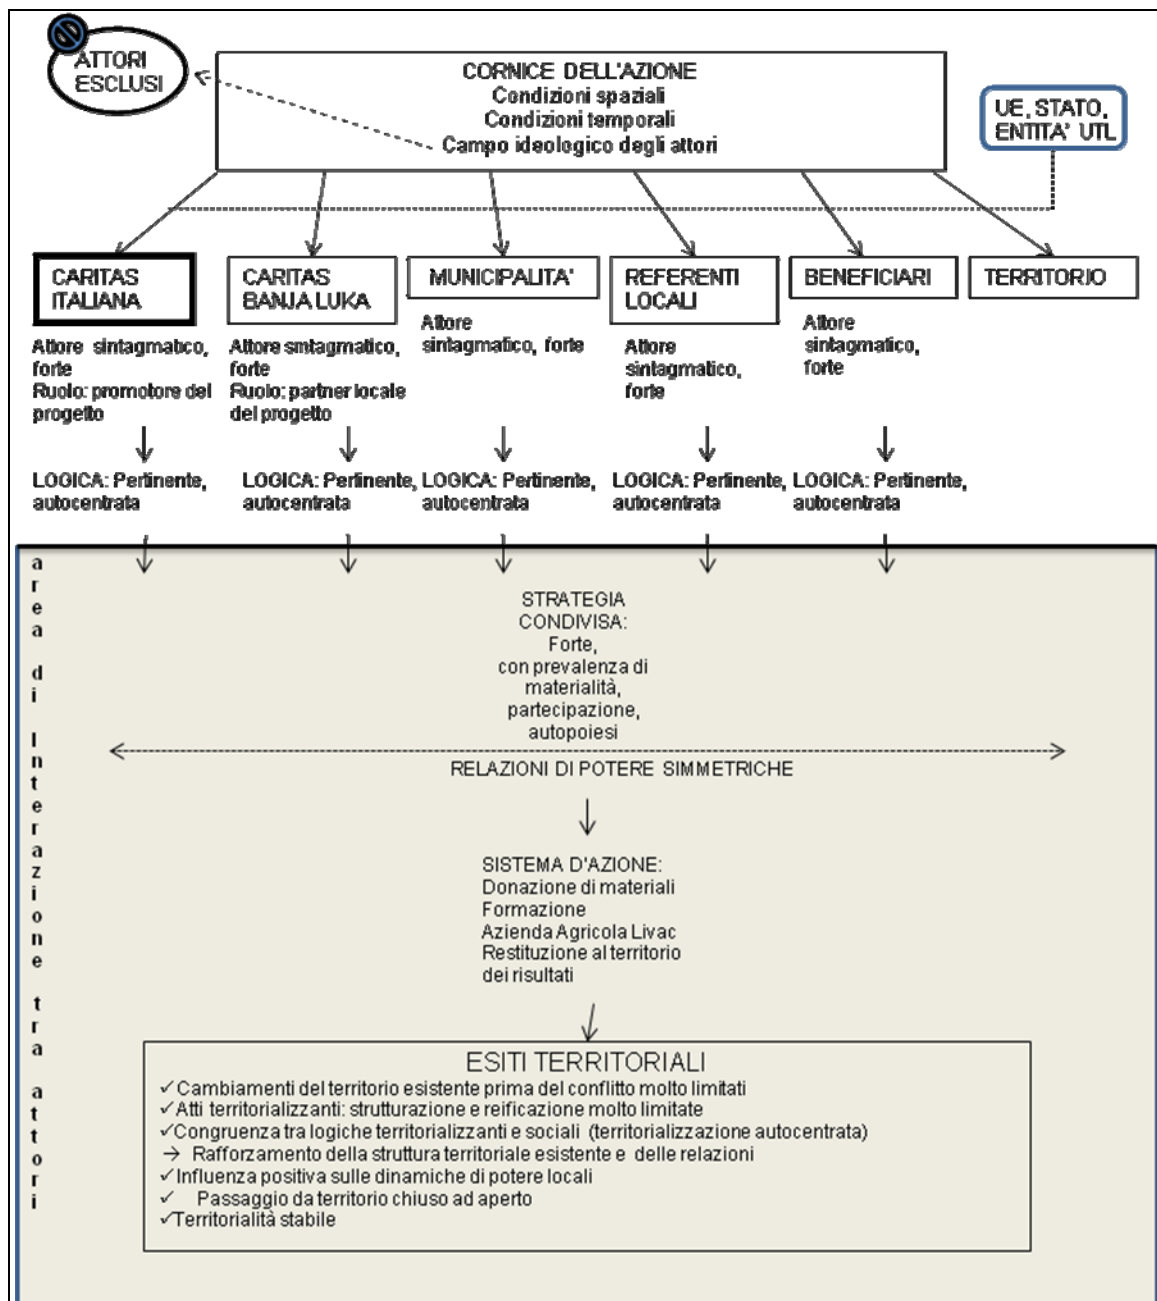 ATTORI
ESCLUSI
CORNICE DELL'AZIONE
Condizioni spaziali
Condizioni temporali
Campo ideologico degli attori
UE, STATO,
ENTITA' UTL
CARITAS
ITALIANA
CARITAS
BANJA LUKA
MUNICIPALITA'
REFERENTI
LOCALI
BENEFICIARI
TERRITORIO
Attore sintagmatico,
forte
Ruolo: promotore del
progetto
Attore sintagmatico,
forte
Ruolo: partner locale
del progetto
Attore
sintagmatico, forte
Attore
sintagmatico,
forte
Attore
sintagmatico,
forte
LOGICA: Pertinente,
autocentrata
LOGICA: Pertinente,
autocentrata
LOGICA: Pertinente,
autocentrata
LOGICA: Pertinente,
autocentrata
LOGICA: Pertinente,
autocentrata
area di Interazione tra attori
STRATEGIA
CONDIVISA:
Forte,
con prevalenza di
materialità,
partecipazione,
autopoiesi
RELAZIONI DI POTERE SIMMETRICHE
SISTEMA D'AZIONE:
Donazione di materiali
Formazione
Azienda Agricola Livac
Restituzione al territorio
dei risultati
ESITI TERRITORIALI
✓Cambiamenti del territorio esistente prima del conflitto molto limitati
✓Atti territorializzanti: strutturazione e reificazione molto limitate
✓Congruenza tra logiche territorializzanti e sociali (territorializzazione autocentrata)
→ Rafforzamento della struttura territoriale esistente e delle relazioni
✓Influenza positiva sulle dinamiche di potere locali
✓ Passaggio da territorio chiuso ad aperto
✓Territorialità stabile